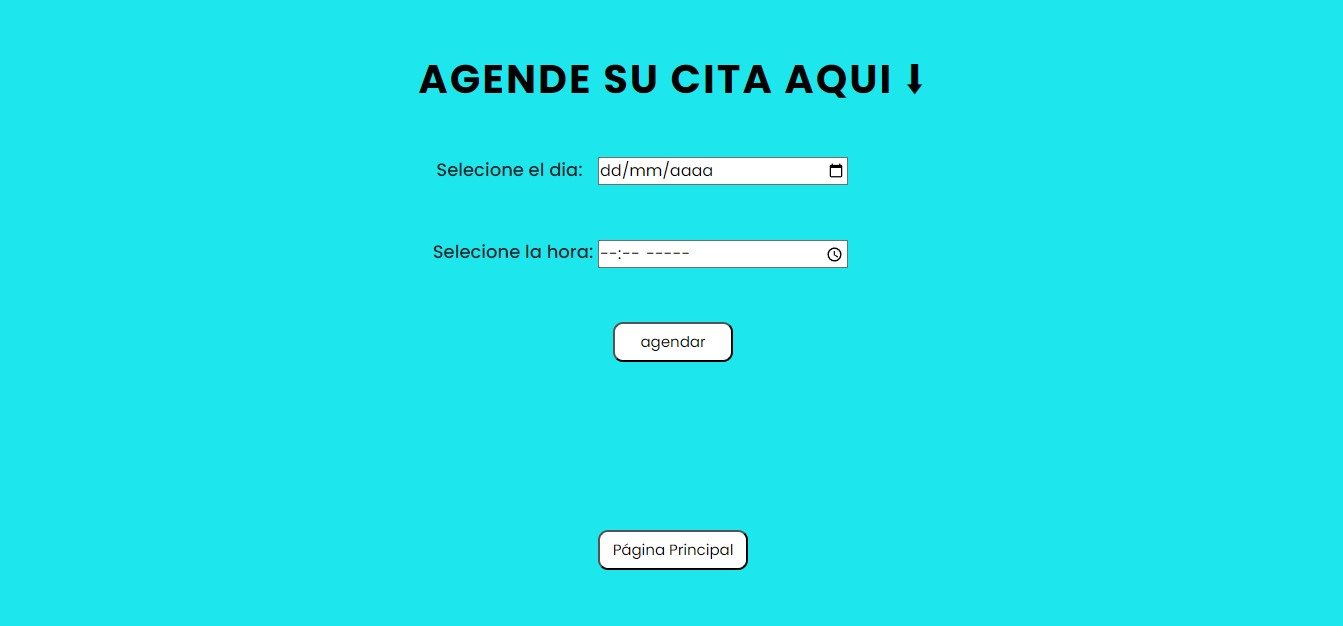 AGENDE SU CITA AQUI ⬇
Selecione el dia: dd/mm/aaaa
Selecione la hora: --:-- -----
agendar
Página Principal